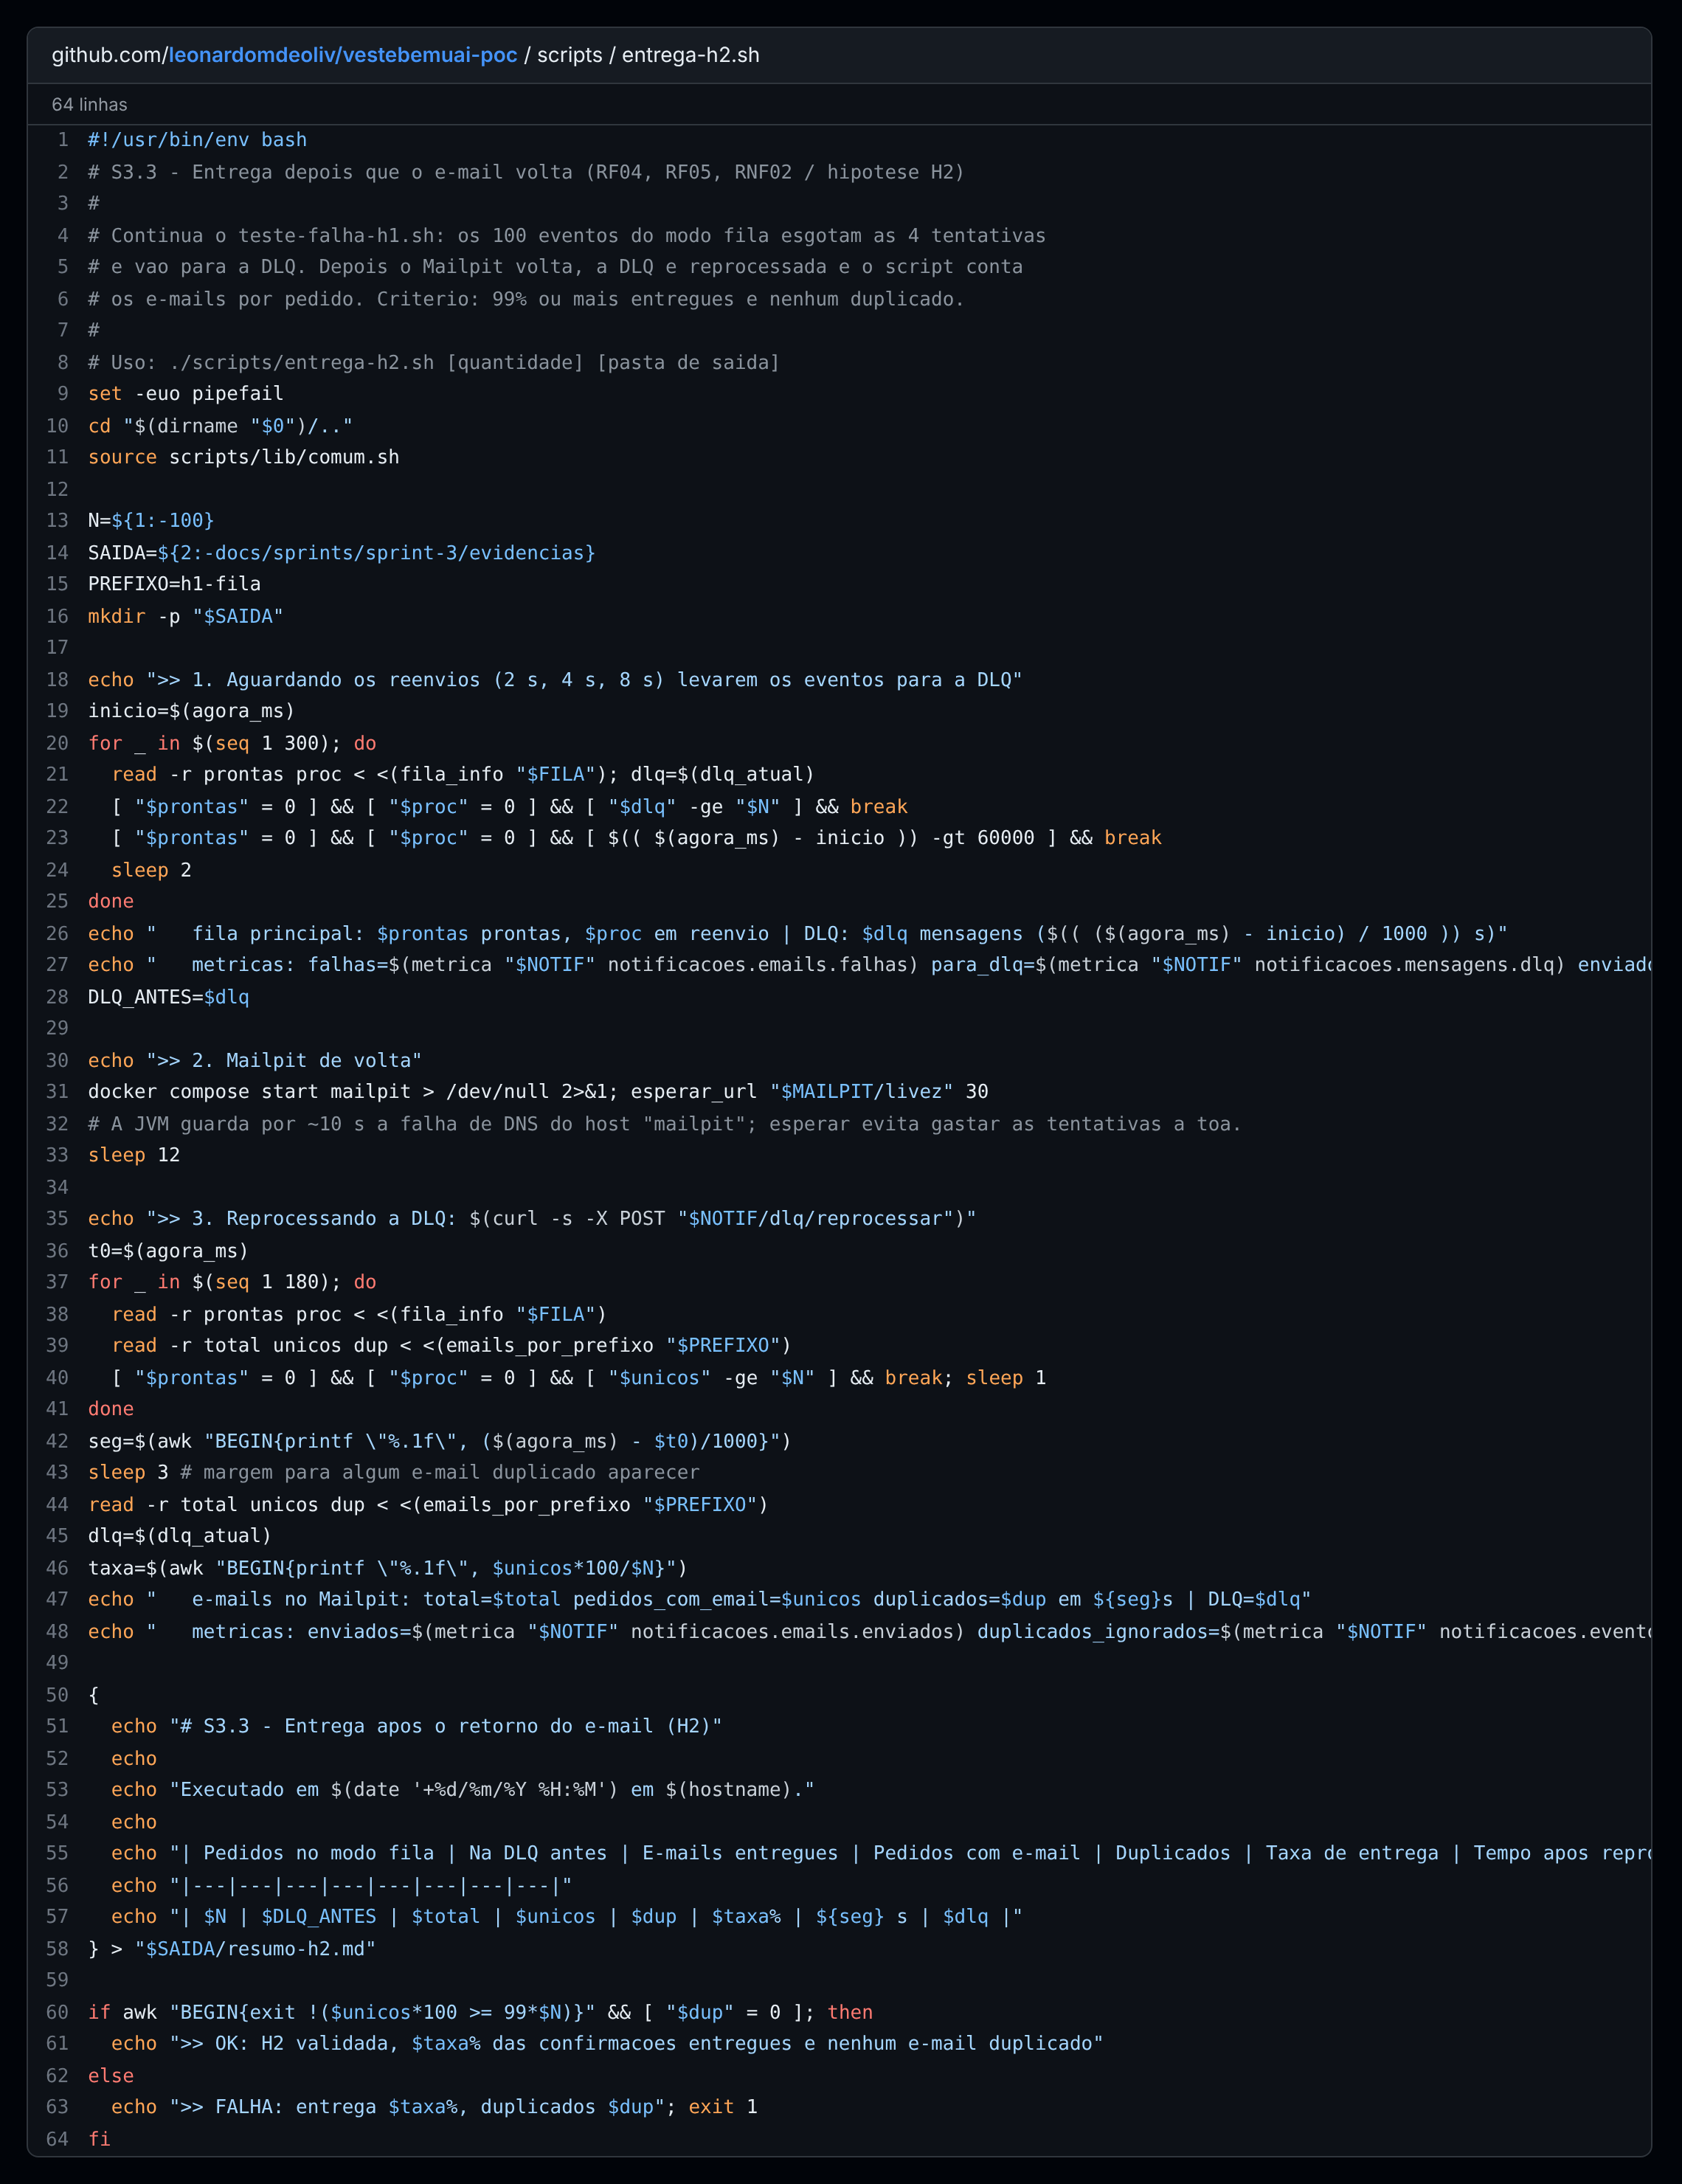 github.com/leonardomdeoliv/vestebemuai-poc / scripts / entrega-h2.sh
64 linhas
1 #!/usr/bin/env bash
2 # S3.3 - Entrega depois que o e-mail volta (RF04, RF05, RNF02 / hipotese H2)
3 #
4 # Continua o teste-falha-h1.sh: os 100 eventos do modo fila esgotam as 4 tentativas
5 # e vao para a DLQ. Depois o Mailpit volta, a DLQ e reprocessada e o script conta
6 # os e-mails por pedido. Criterio: 99% ou mais entregues e nenhum duplicado.
7 #
8 # Uso: ./scripts/entrega-h2.sh [quantidade] [pasta de saida]
9 set -euo pipefail
10 cd "$(dirname "$0")/.."
11 source scripts/lib/comum.sh
12
13 N=${1:-100}
14 SAIDA=${2:-docs/sprints/sprint-3/evidencias}
15 PREFIXO=h1-fila
16 mkdir -p "$SAIDA"
17
18 echo ">> 1. Aguardando os reenvios (2 s, 4 s, 8 s) levarem os eventos para a DLQ"
19 inicio=$(agora_ms)
20 for _ in $(seq 1 300); do
21   read -r prontas proc < <(fila_info "$FILA"); dlq=$(dlq_atual)
22   [ "$prontas" = 0 ] && [ "$proc" = 0 ] && [ "$dlq" -ge "$N" ] && break
23   [ "$prontas" = 0 ] && [ "$proc" = 0 ] && [ $(( $(agora_ms) - inicio )) -gt 60000 ] && break
24   sleep 2
25 done
26 echo "   fila principal: $prontas prontas, $proc em reenvio | DLQ: $dlq mensagens ($(( ($(agora_ms) - inicio) / 1000 )) s)"
27 echo "   metricas: falhas=$(metrica "$NOTIF" notificacoes.emails.falhas) para_dlq=$(metrica "$NOTIF" notificacoes.mensagens.dlq) enviado
28 DLQ_ANTES=$dlq
29
30 echo ">> 2. Mailpit de volta"
31 docker compose start mailpit > /dev/null 2>&1; esperar_url "$MAILPIT/livez" 30
32 # A JVM guarda por ~10 s a falha de DNS do host "mailpit"; esperar evita gastar as tentativas a toa.
33 sleep 12
34
35 echo ">> 3. Reprocessando a DLQ: $(curl -s -X POST "$NOTIF/dlq/reprocessar")"
36 t0=$(agora_ms)
37 for _ in $(seq 1 180); do
38   read -r prontas proc < <(fila_info "$FILA")
39   read -r total unicos dup < <(emails_por_prefixo "$PREFIXO")
40   [ "$prontas" = 0 ] && [ "$proc" = 0 ] && [ "$unicos" -ge "$N" ] && break; sleep 1
41 done
42 seg=$(awk "BEGIN{printf \"%.1f\", ($(agora_ms) - $t0)/1000}")
43 sleep 3 # margem para algum e-mail duplicado aparecer
44 read -r total unicos dup < <(emails_por_prefixo "$PREFIXO")
45 dlq=$(dlq_atual)
46 taxa=$(awk "BEGIN{printf \"%.1f\", $unicos*100/$N}")
47 echo "   e-mails no Mailpit: total=$total pedidos_com_email=$unicos duplicados=$dup em ${seg}s | DLQ=$dlq"
48 echo "   metricas: enviados=$(metrica "$NOTIF" notificacoes.emails.enviados) duplicados_ignorados=$(metrica "$NOTIF" notificacoes.evento
49
50 {
51   echo "# S3.3 - Entrega apos o retorno do e-mail (H2)"
52   echo
53   echo "Executado em $(date '+%d/%m/%Y %H:%M') em $(hostname)."
54   echo
55   echo "| Pedidos no modo fila | Na DLQ antes | E-mails entregues | Pedidos com e-mail | Duplicados | Taxa de entrega | Tempo apos repro
56   echo "|---|---|---|---|---|---|---|---|"
57   echo "| $N | $DLQ_ANTES | $total | $unicos | $dup | $taxa% | ${seg} s | $dlq |"
58 } > "$SAIDA/resumo-h2.md"
59
60 if awk "BEGIN{exit !($unicos*100 >= 99*$N)}" && [ "$dup" = 0 ]; then
61   echo ">> OK: H2 validada, $taxa% das confirmacoes entregues e nenhum e-mail duplicado"
62 else
63   echo ">> FALHA: entrega $taxa%, duplicados $dup"; exit 1
64 fi